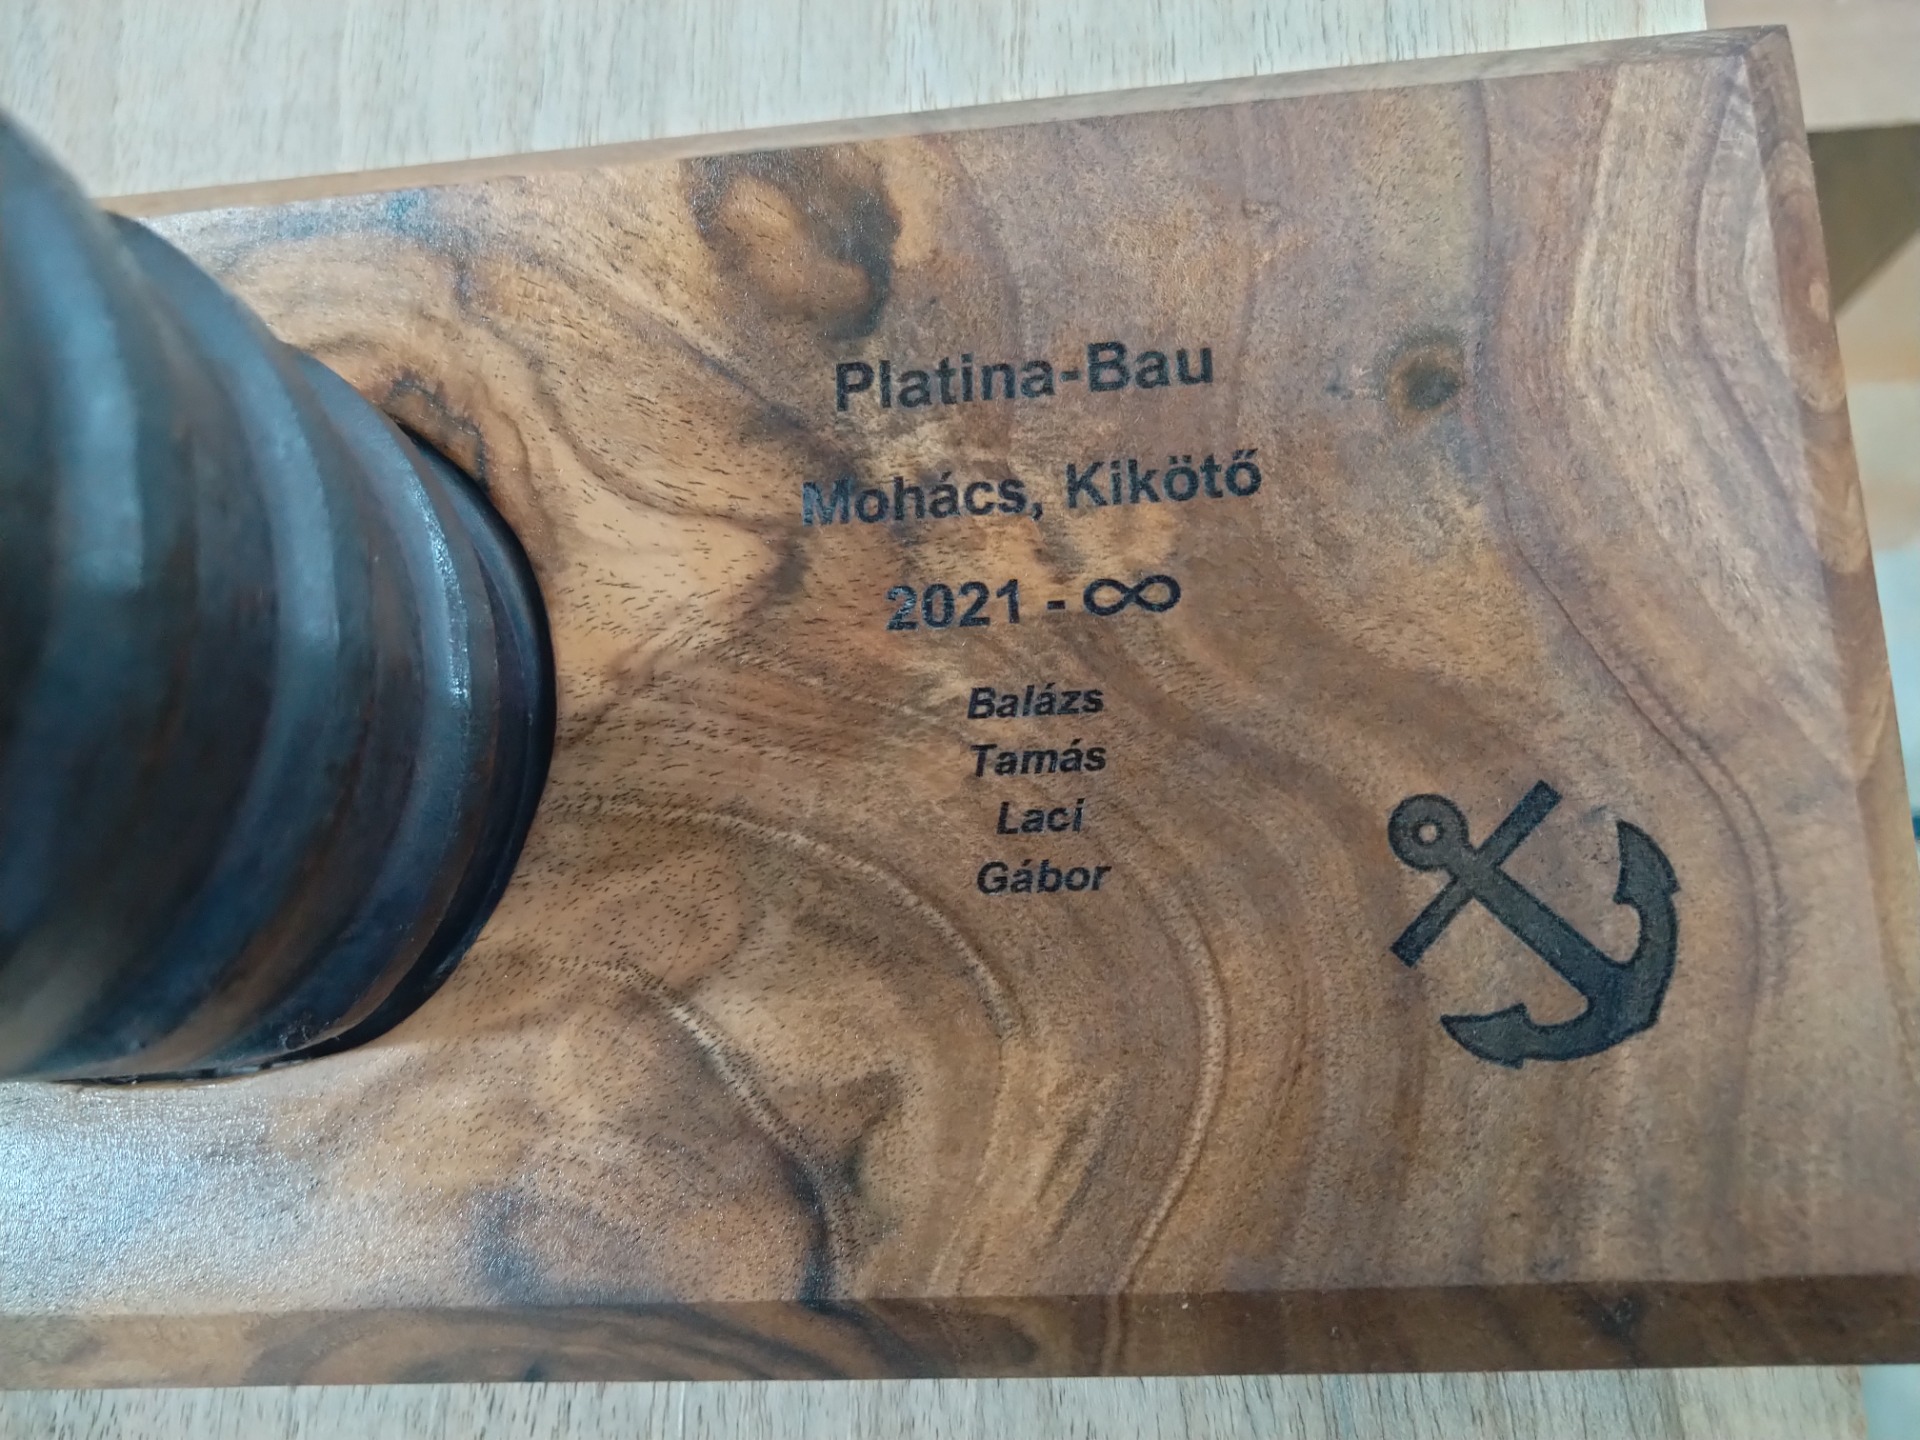 Platina-Bau
Mohács, Kikötő
2021 - ∞
Balázs
Tamás
Laci
Gábor